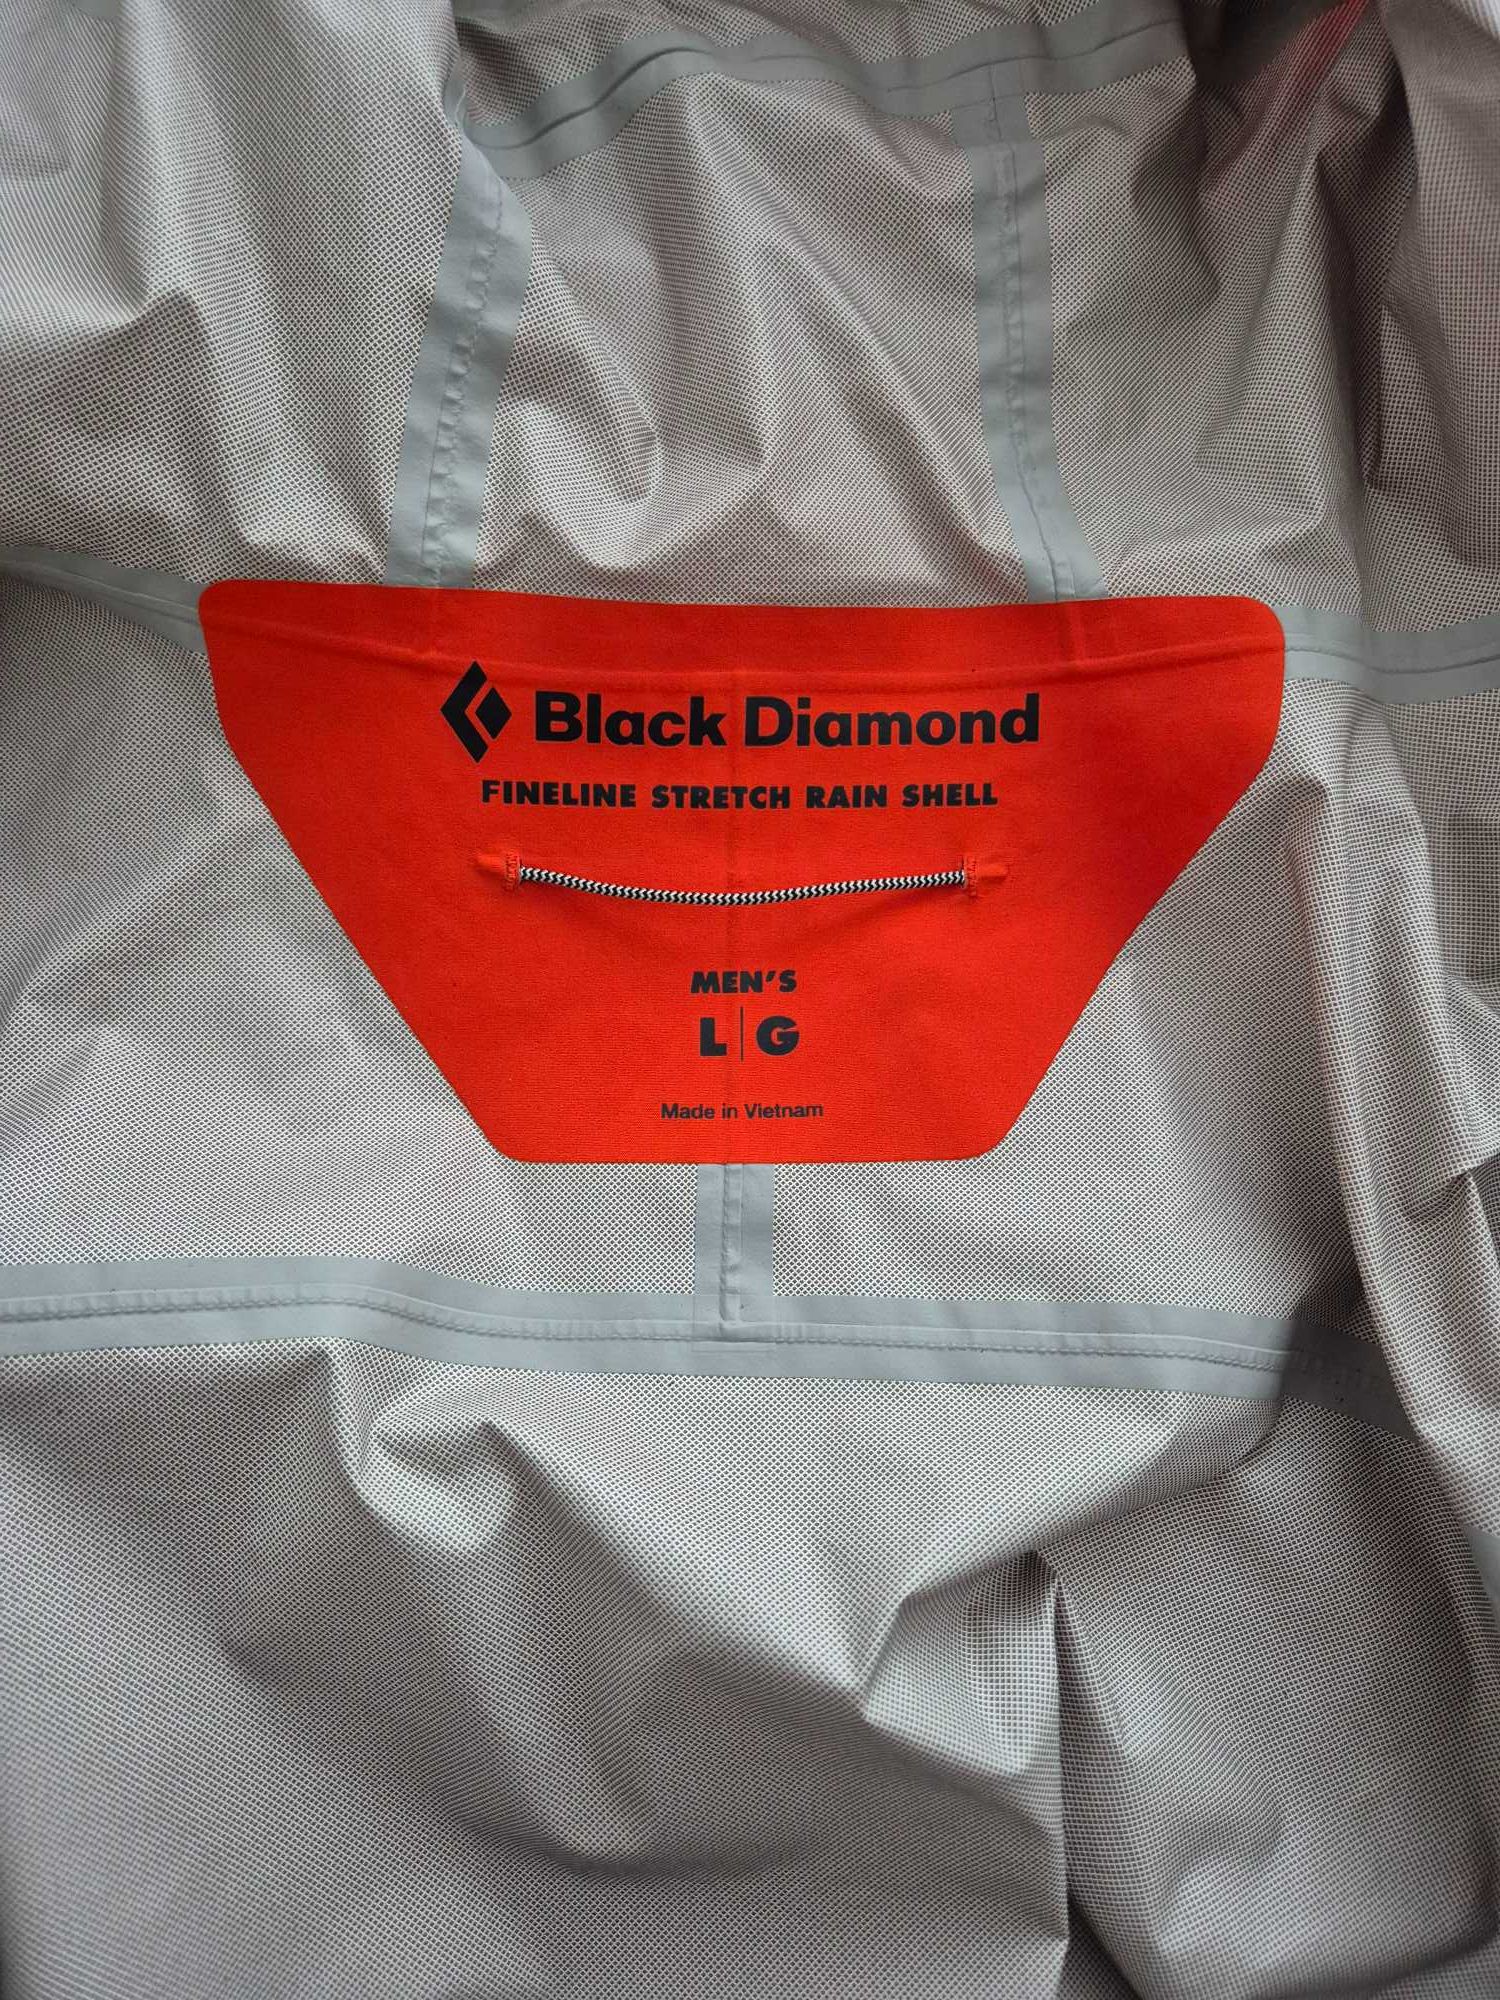 Black Diamond
FINELINE STRETCH RAIN SHELL
MEN'S
L|G
Made in Vietnam